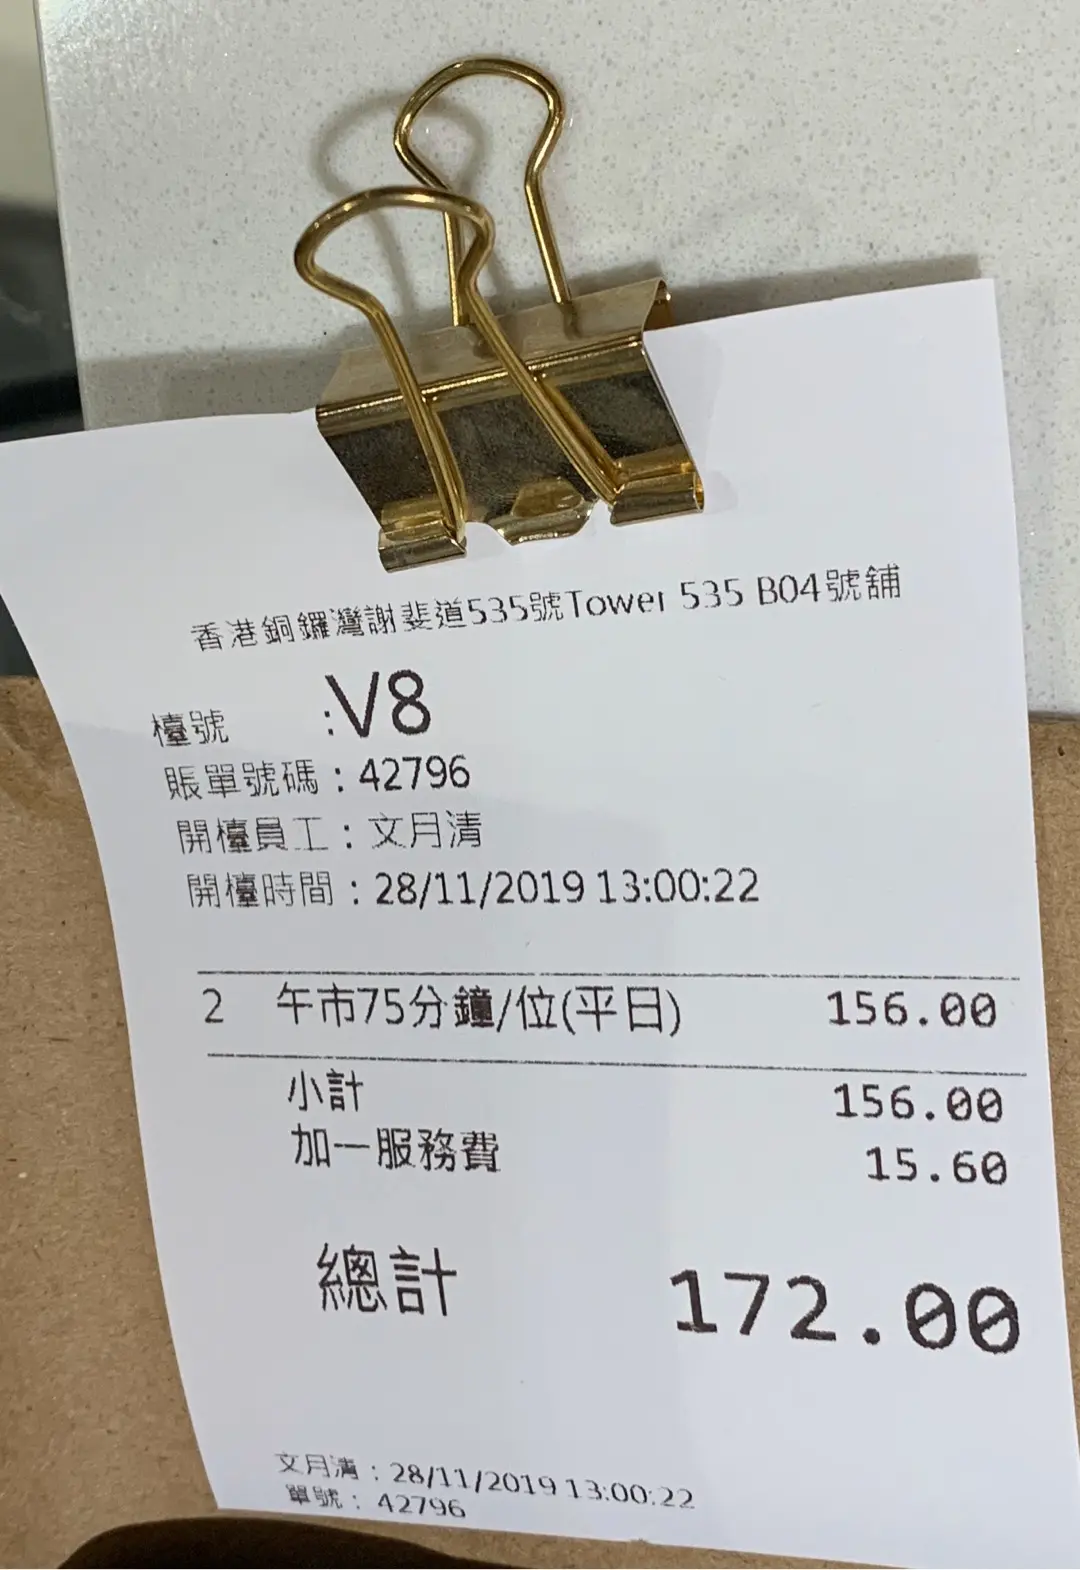 香港銅鑼灣謝斐道535號Tower 535 B04號舖
檯號 :V8
賬單號碼 : 42796
開檯員工 : 文月清
開檯時間 : 28/11/2019 13:00:22
2 午市75分鐘/位(平日) 156.00
小計 156.00
加一服務費 15.60
總計 172.00
文月清 : 28/11/2019 13:00:22
單號 : 42796